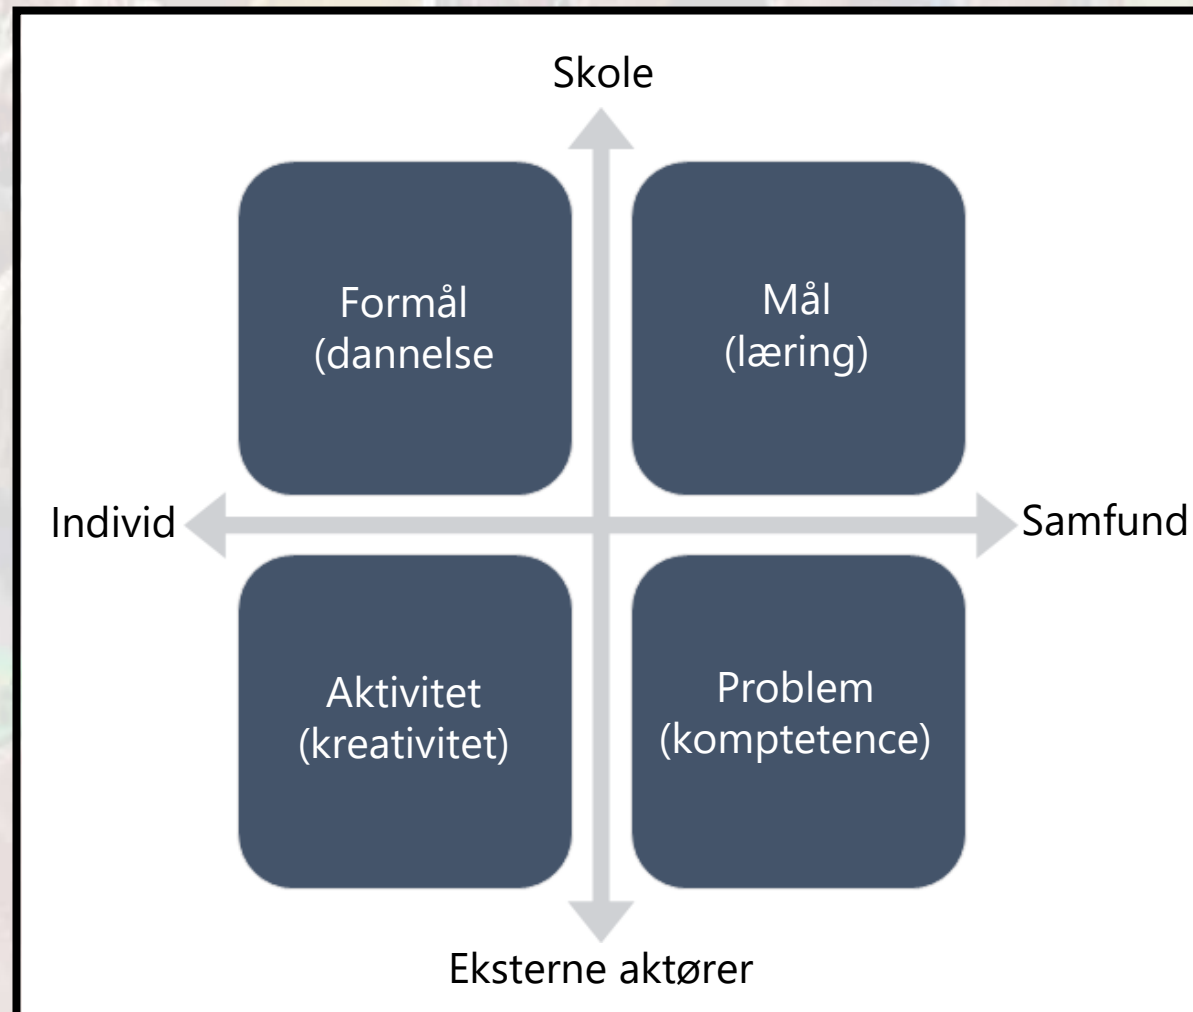 Skole
Formål
(dannelse
Mål
(læring)
Individ
Samfund
Aktivitet
(kreativitet)
Problem
(komptetence)
Eksterne aktører